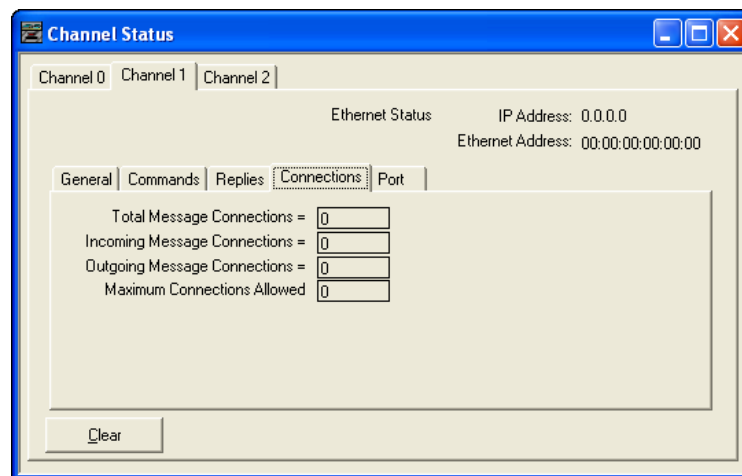 Channel Status
Channel 0 Channel 1 Channel 2
Ethernet Status IP Address: 0.0.0.0
Ethernet Address: 00:00:00:00:00:00
General Commands Replies Connections Port
Total Message Connections = 0
Incoming Message Connections = 0
Outgoing Message Connections = 0
Maximum Connections Allowed 0
Clear